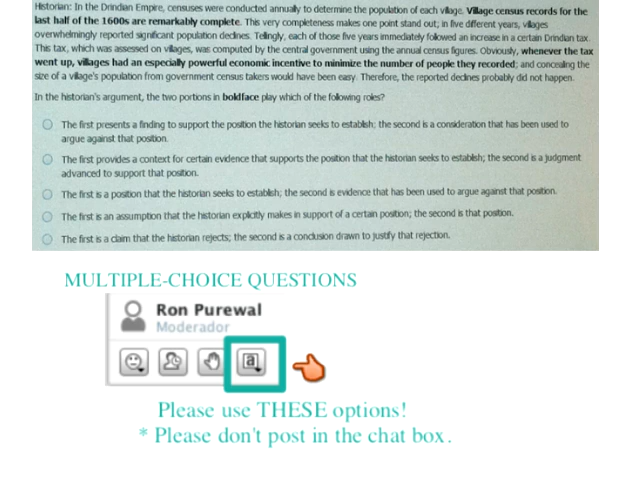 Historian: In the Drindian Empire, censuses were conducted annually to determine the population of each village. Village census records for the
last half of the 1600s are remarkably complete. This very completeness makes one point stand out; in five different years, villages
overwhelmingly reported significant population declines. Tellingly, each of those five years immediately followed an increase in a certain Drindian tax.
This tax, which was assessed on villages, was computed by the central government using the annual census figures. Obviously, whenever the tax
went up, villages had an especially powerful economic incentive to minimize the number of people they recorded; and concealing the
size of a village's population from government census takers would have been easy. Therefore, the reported declines probably did not happen.
In the historian's argument, the two portions in boldface play which of the following roles?
The first presents a finding to support the position the historian seeks to establish; the second is a consideration that has been used to
argue against that position.
The first provides a context for certain evidence that supports the position that the historian seeks to establish; the second is a judgment
advanced to support that position.
The first is a position that the historian seeks to establish; the second is evidence that has been used to argue against that position.
The first is an assumption that the historian explicitly makes in support of a certain position; the second is that position.
The first is a claim that the historian rejects; the second is a conclusion drawn to justify that rejection.
MULTIPLE-CHOICE QUESTIONS
Ron Purewal
Moderador
a
Please use THESE options!
* Please don't post in the chat box.